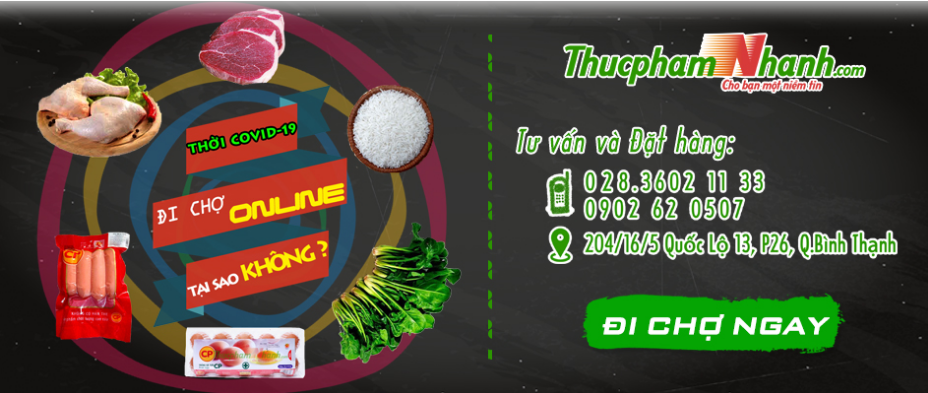 THỜI COVID-19
ĐI CHỢ ONLINE
TẠI SAO KHÔNG ?
CP
CP
ThucphamNhanh.com
Cho bạn một niềm tin
Tư vấn và Đặt hàng:
028.3602 11 33
0902 62 0507
204/16/5 Quốc Lộ 13, P26, Q.Bình Thạnh
ĐI CHỢ NGAY